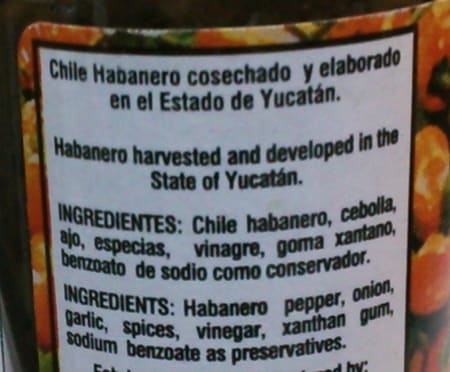 Chile Habanero cosechado y elaborado
en el Estado de Yucatán.
Habanero harvested and developed in the
State of Yucatán.
INGREDIENTES: Chile habanero, cebolla,
ajo, especias, vinagre, goma xantano,
benzoato de sodio como conservador.
INGREDIENTS: Habanero pepper, onion,
garlic, spices, vinegar, xanthan gum,
sodium benzoate as preservatives.
by: